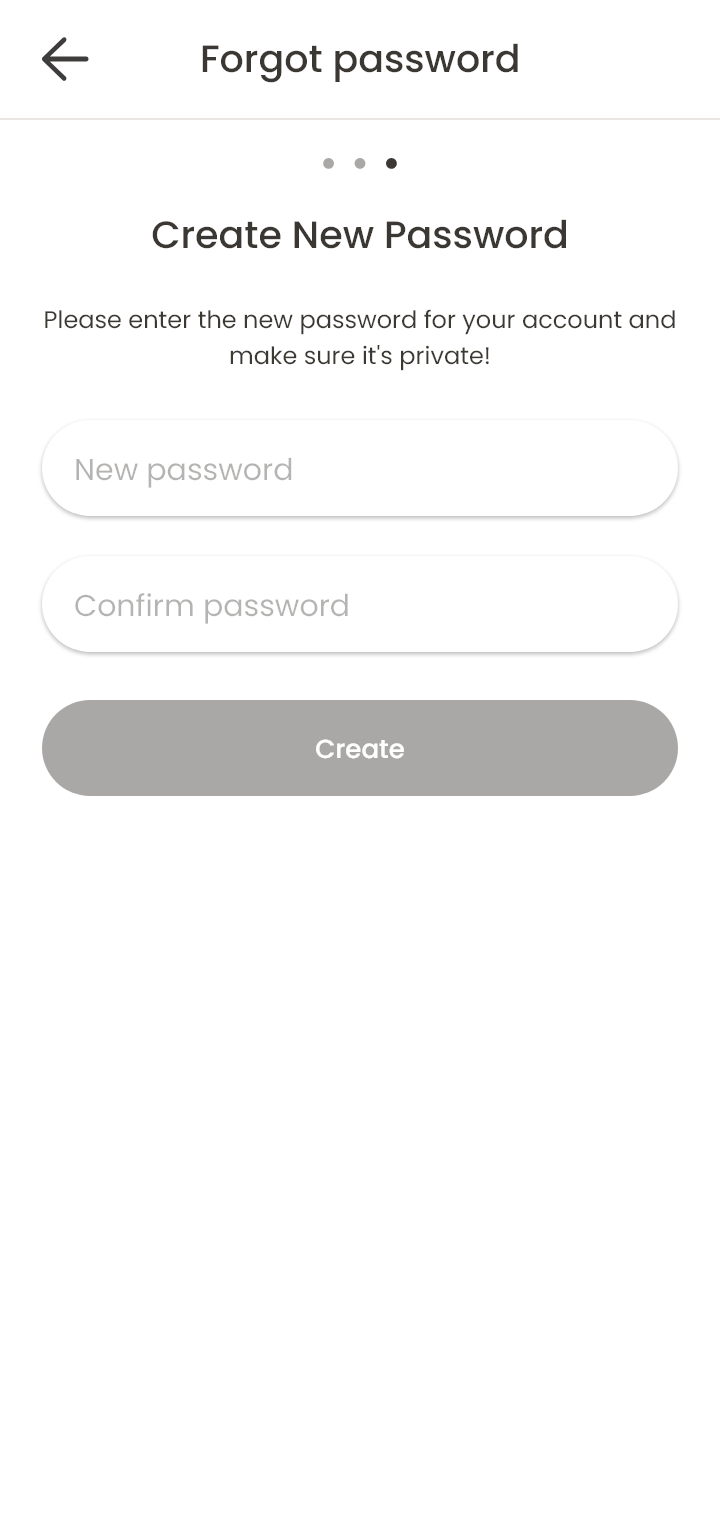 Forgot password
Create New Password
Please enter the new password for your account and
make sure it's private!
New password
Confirm password
Create